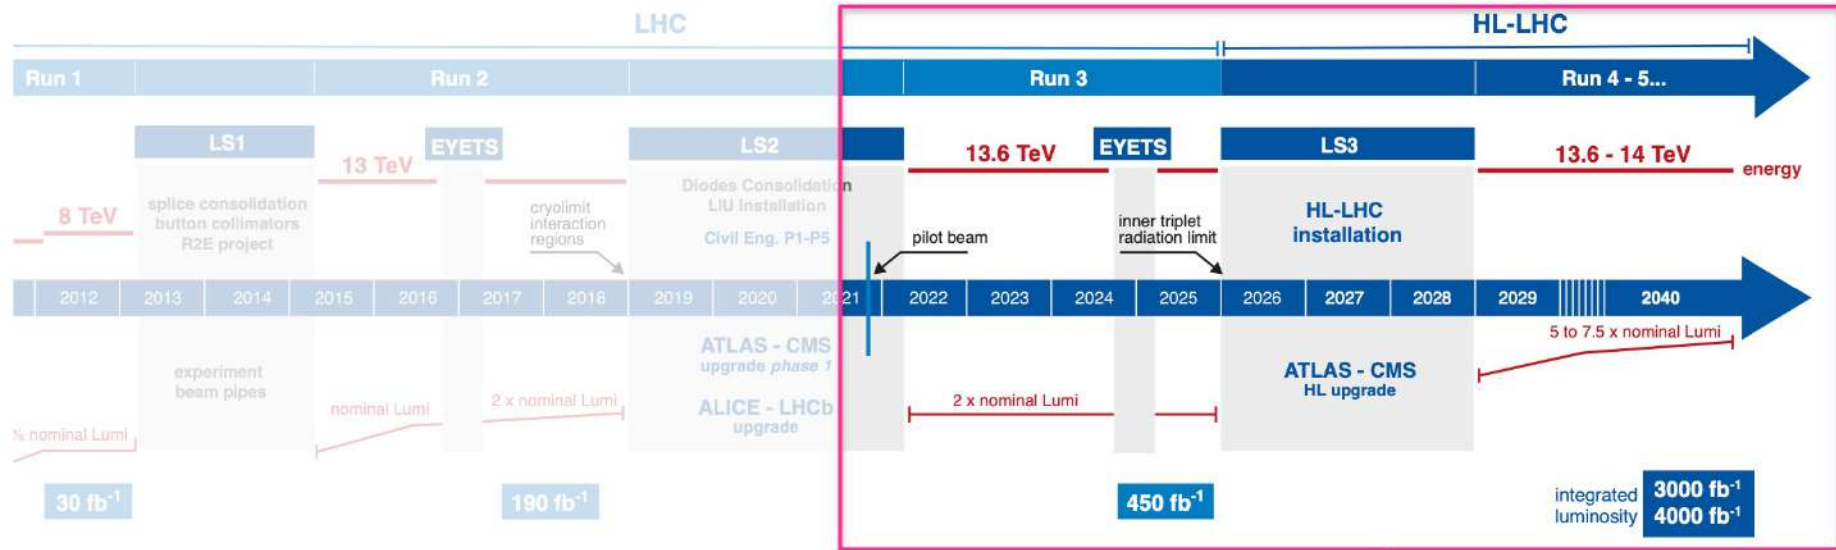 LHC
HL-LHC
Run 1
Run 2
Run 3
Run 4 - 5...
LS1
EYETS
LS2
EYETS
LS3
13 TeV
13.6 TeV
13.6 - 14 TeV
energy
8 TeV
splice consolidation
button collimators
R2E project
cryolimit
interaction
regions
Diodes Consolidation
LIU Installation
Civil Eng. P1-P5
pilot beam
inner triplet
radiation limit
HL-LHC
installation
2012
2013
2014
2015
2016
2017
2018
2019
2020
2021
2022
2023
2024
2025
2026
2027
2028
2029
2040
5 to 7.5 x nominal Lumi
experiment
beam pipes
ATLAS - CMS
upgrade phase 1
ALICE - LHCb
upgrade
ATLAS - CMS
HL upgrade
nominal Lumi
nominal Lumi
2 x nominal Lumi
2 x nominal Lumi
30 fb⁻¹
190 fb⁻¹
450 fb⁻¹
integrated
luminosity
3000 fb⁻¹
4000 fb⁻¹